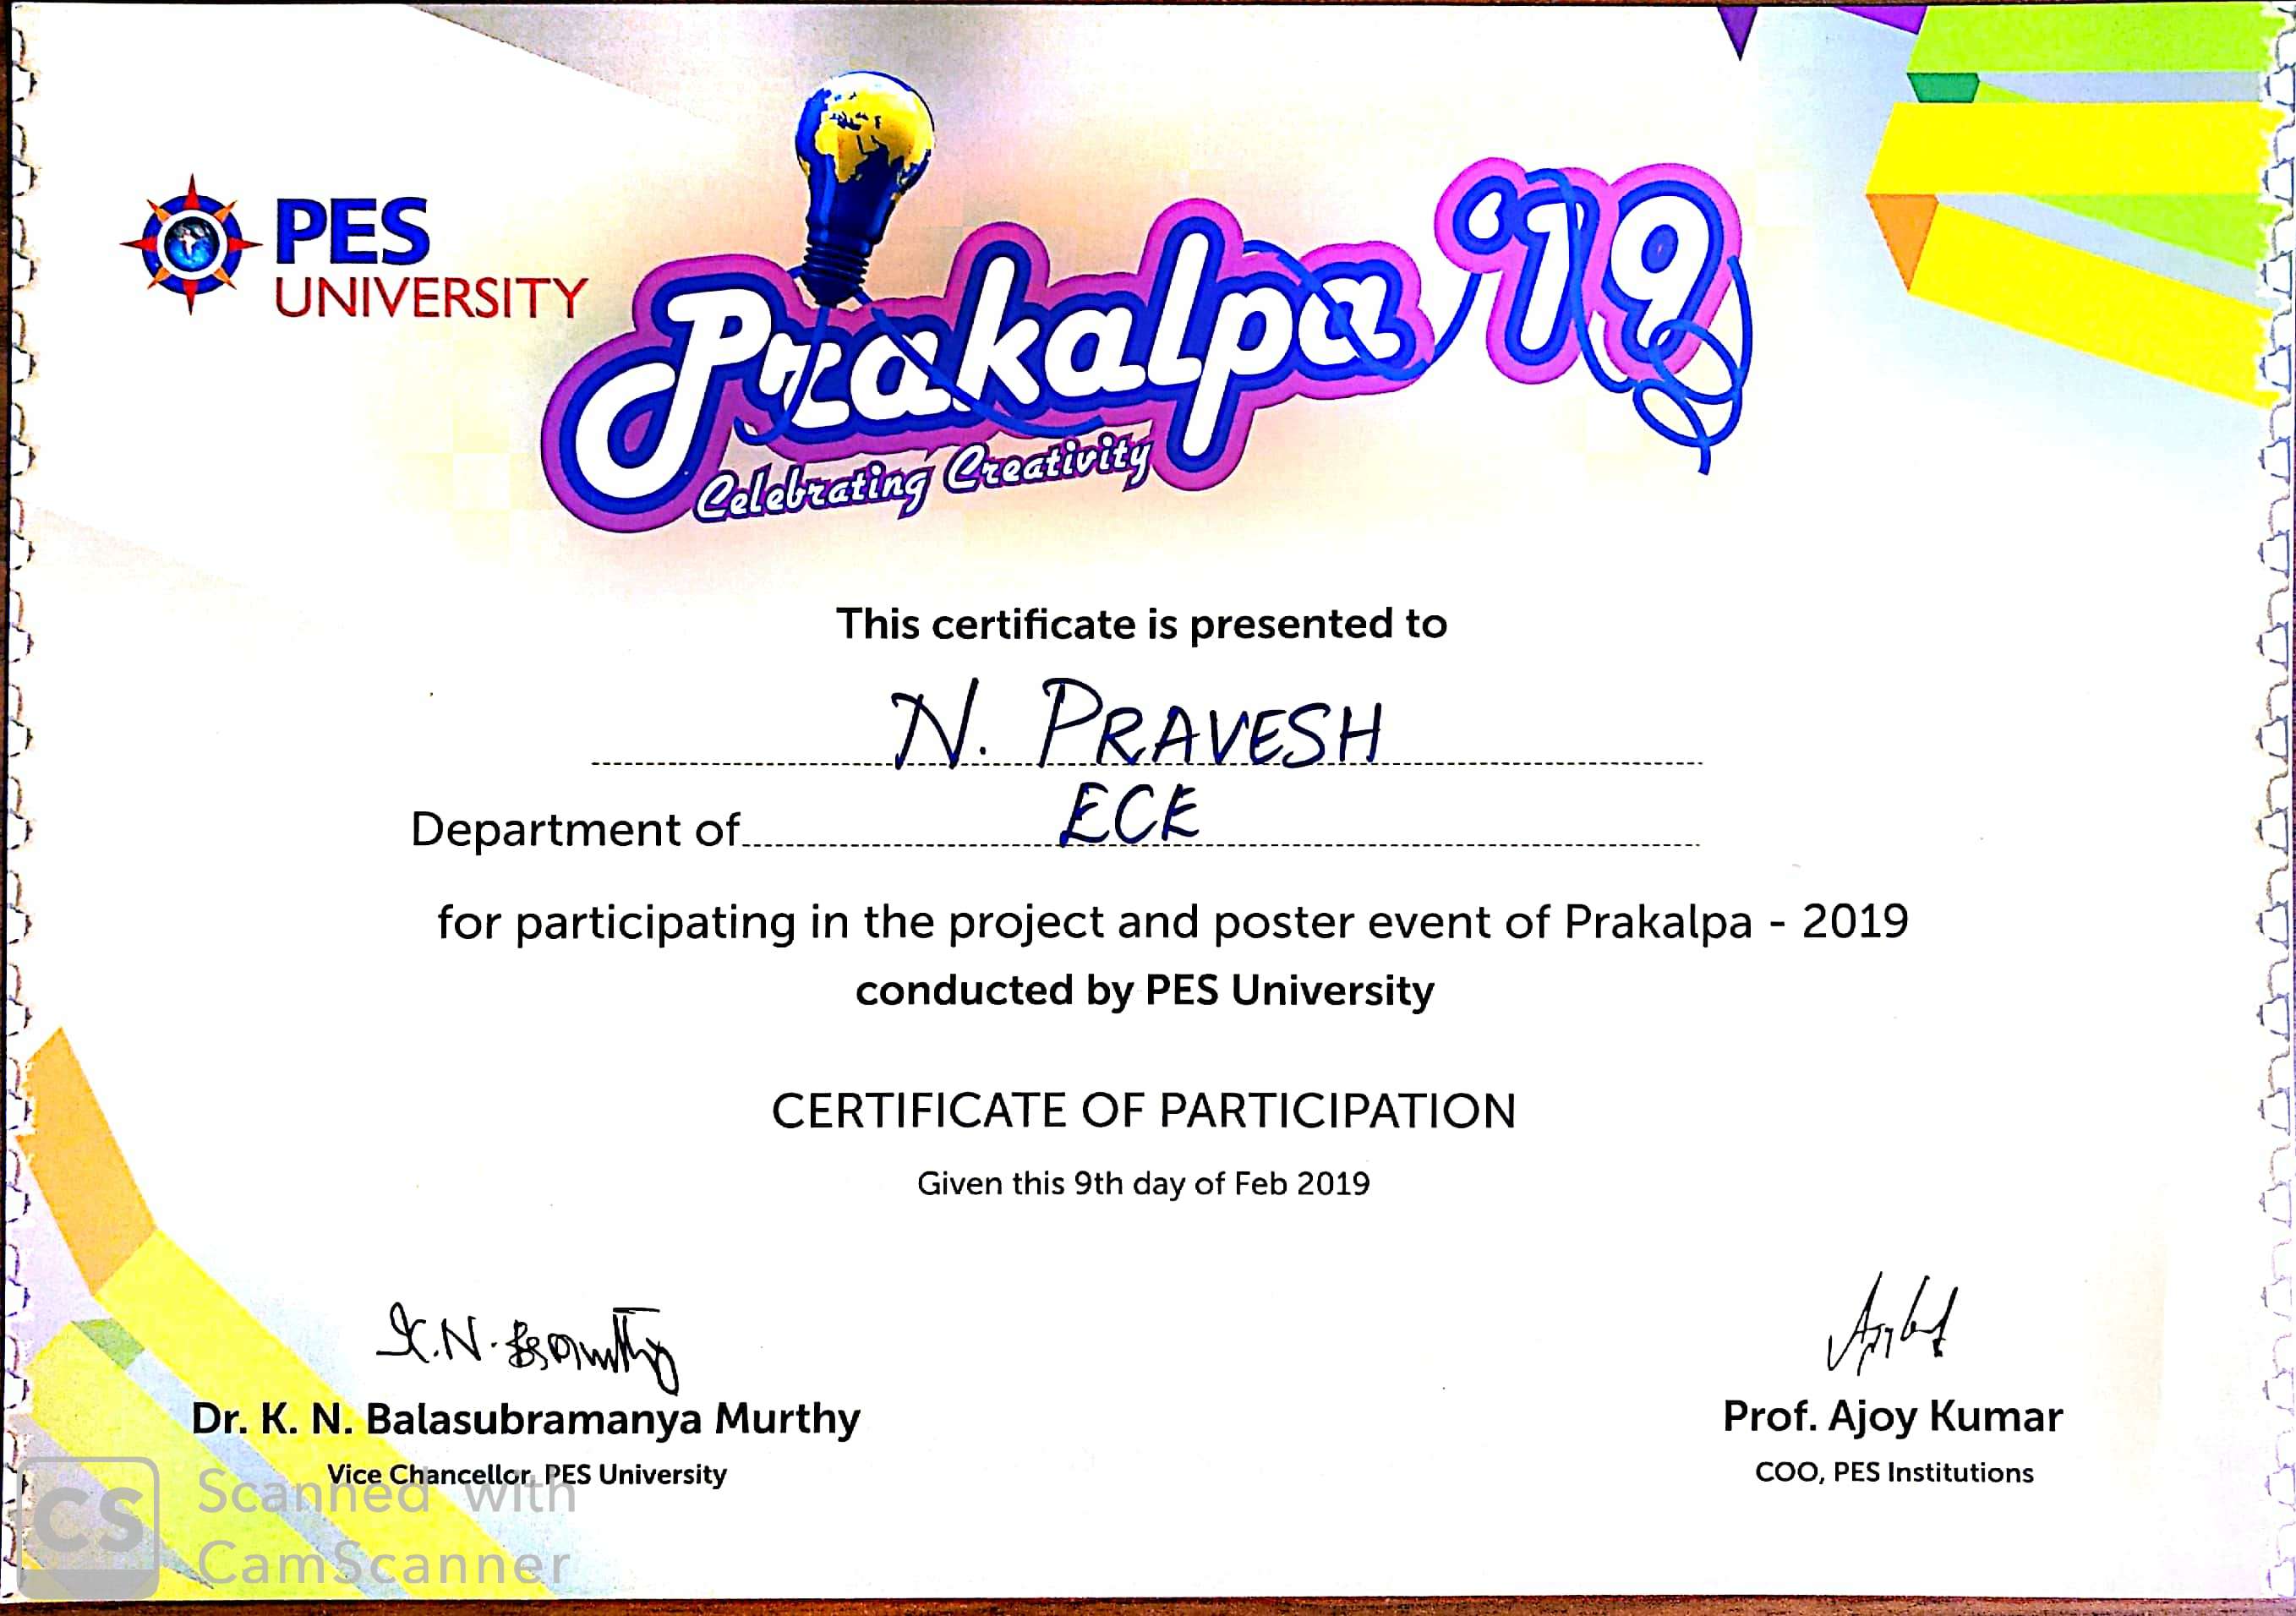 PES
UNIVERSITY
Prakalpa '19
Celebrating Creativity
This certificate is presented to
N. PRAVESH
Department of ECE
for participating in the project and poster event of Prakalpa - 2019
conducted by PES University
CERTIFICATE OF PARTICIPATION
Given this 9th day of Feb 2019
K.N. B
Dr. K. N. Balasubramanya Murthy
Vice Chancellor, PES University
Prof. Ajoy Kumar
COO, PES Institutions
CS
Scanned with
CamScanner